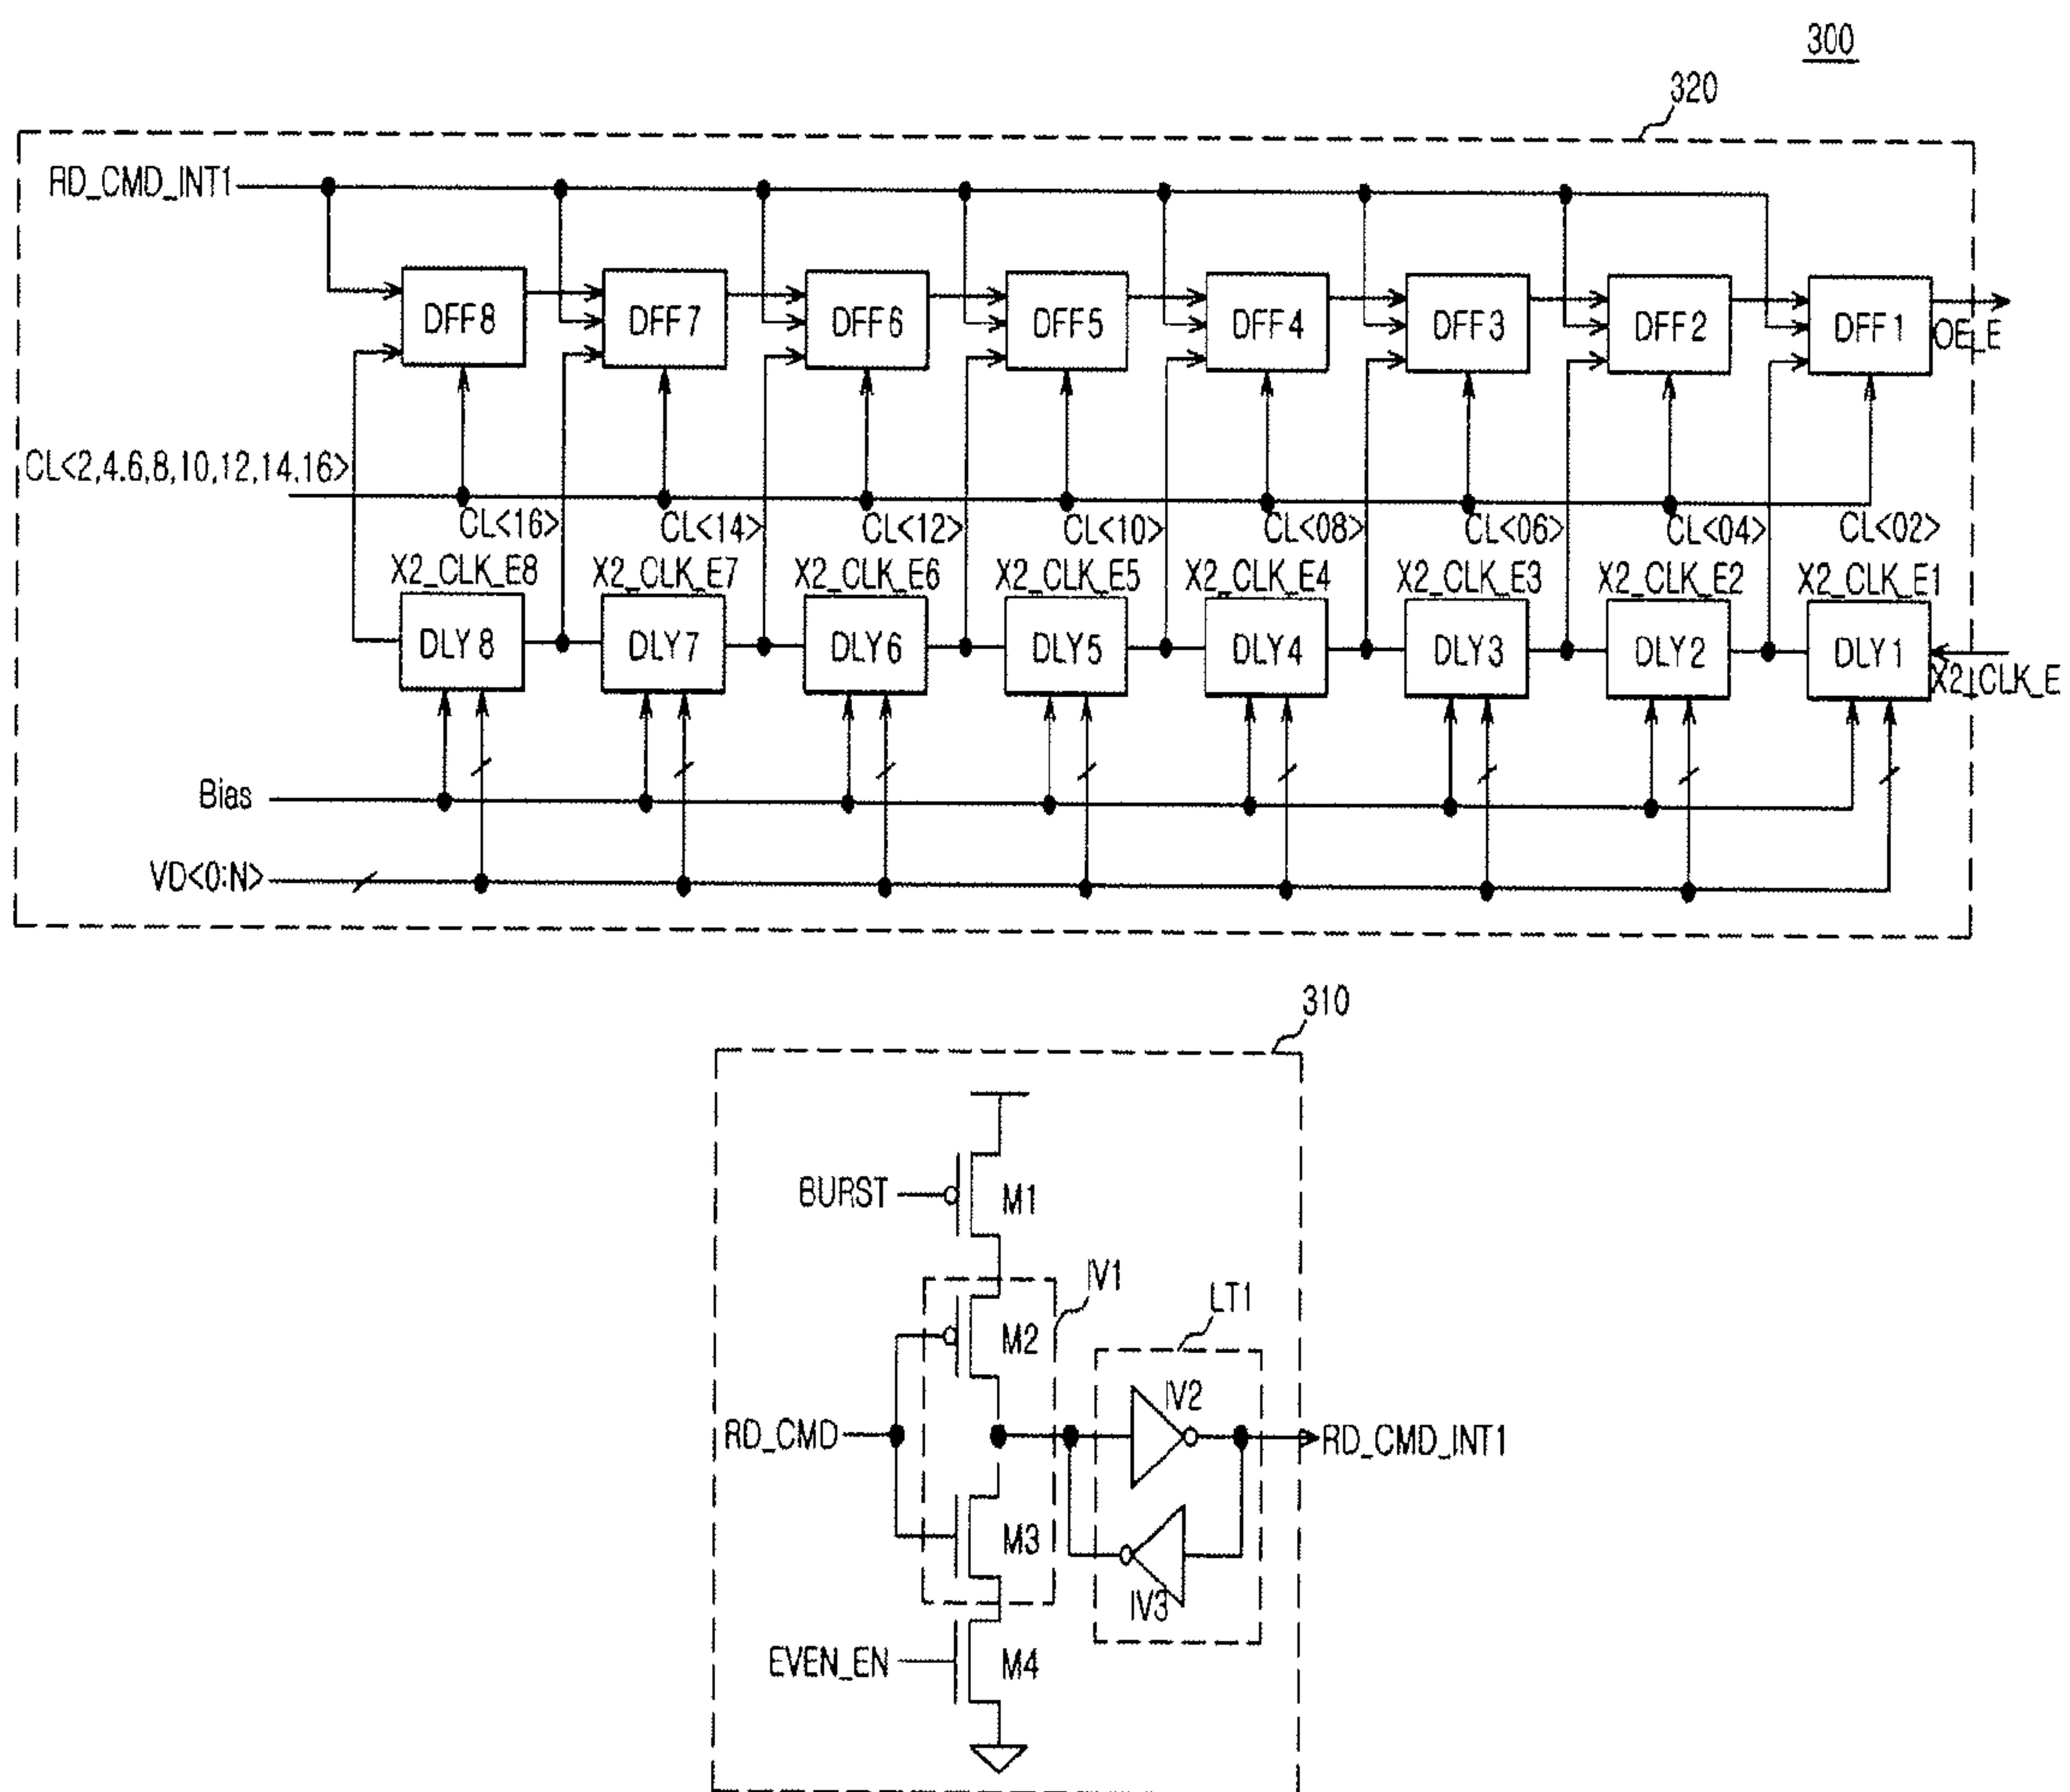 300
320
RD_CMD_INT1
DFF8 DFF7 DFF6 DFF5 DFF4 DFF3 DFF2 DFF1
OE_E
CL<2,4.6,8,10,12,14,16>
CL<16> CL<14> CL<12> CL<10> CL<08> CL<06> CL<04> CL<02>
X2_CLK_E8 X2_CLK_E7 X2_CLK_E6 X2_CLK_E5 X2_CLK_E4 X2_CLK_E3 X2_CLK_E2 X2_CLK_E1
DLY8 DLY7 DLY6 DLY5 DLY4 DLY3 DLY2 DLY1
X2_CLK_E
Bias
VD<0:N>
310
BURST M1
IV1
LT1
M2
IV2
RD_CMD
RD_CMD_INT1
M3
IV3
EVEN_EN M4